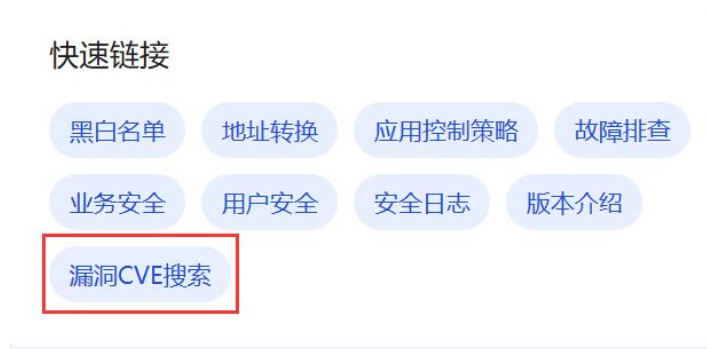 快速链接
黑白名单 地址转换 应用控制策略 故障排查
业务安全 用户安全 安全日志 版本介绍
漏洞CVE搜索